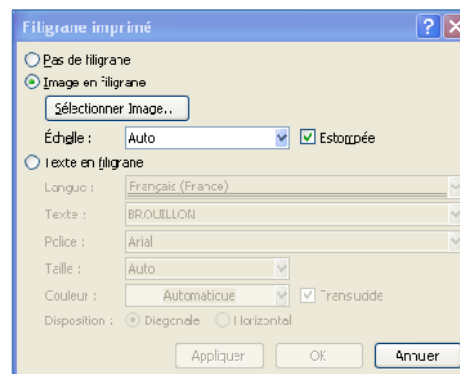 Filigrane imprimé
Pas de filigrane
Image en filigrane
Sélectionner Image...
Échelle : Auto Estompée
Texte en filigrane
Langue : Français (France)
Texte : BROUILLON
Police : Arial
Taille : Auto
Couleur : Automatique Translucide
Disposition : Diagonale Horizontal
Appliquer OK Annuler